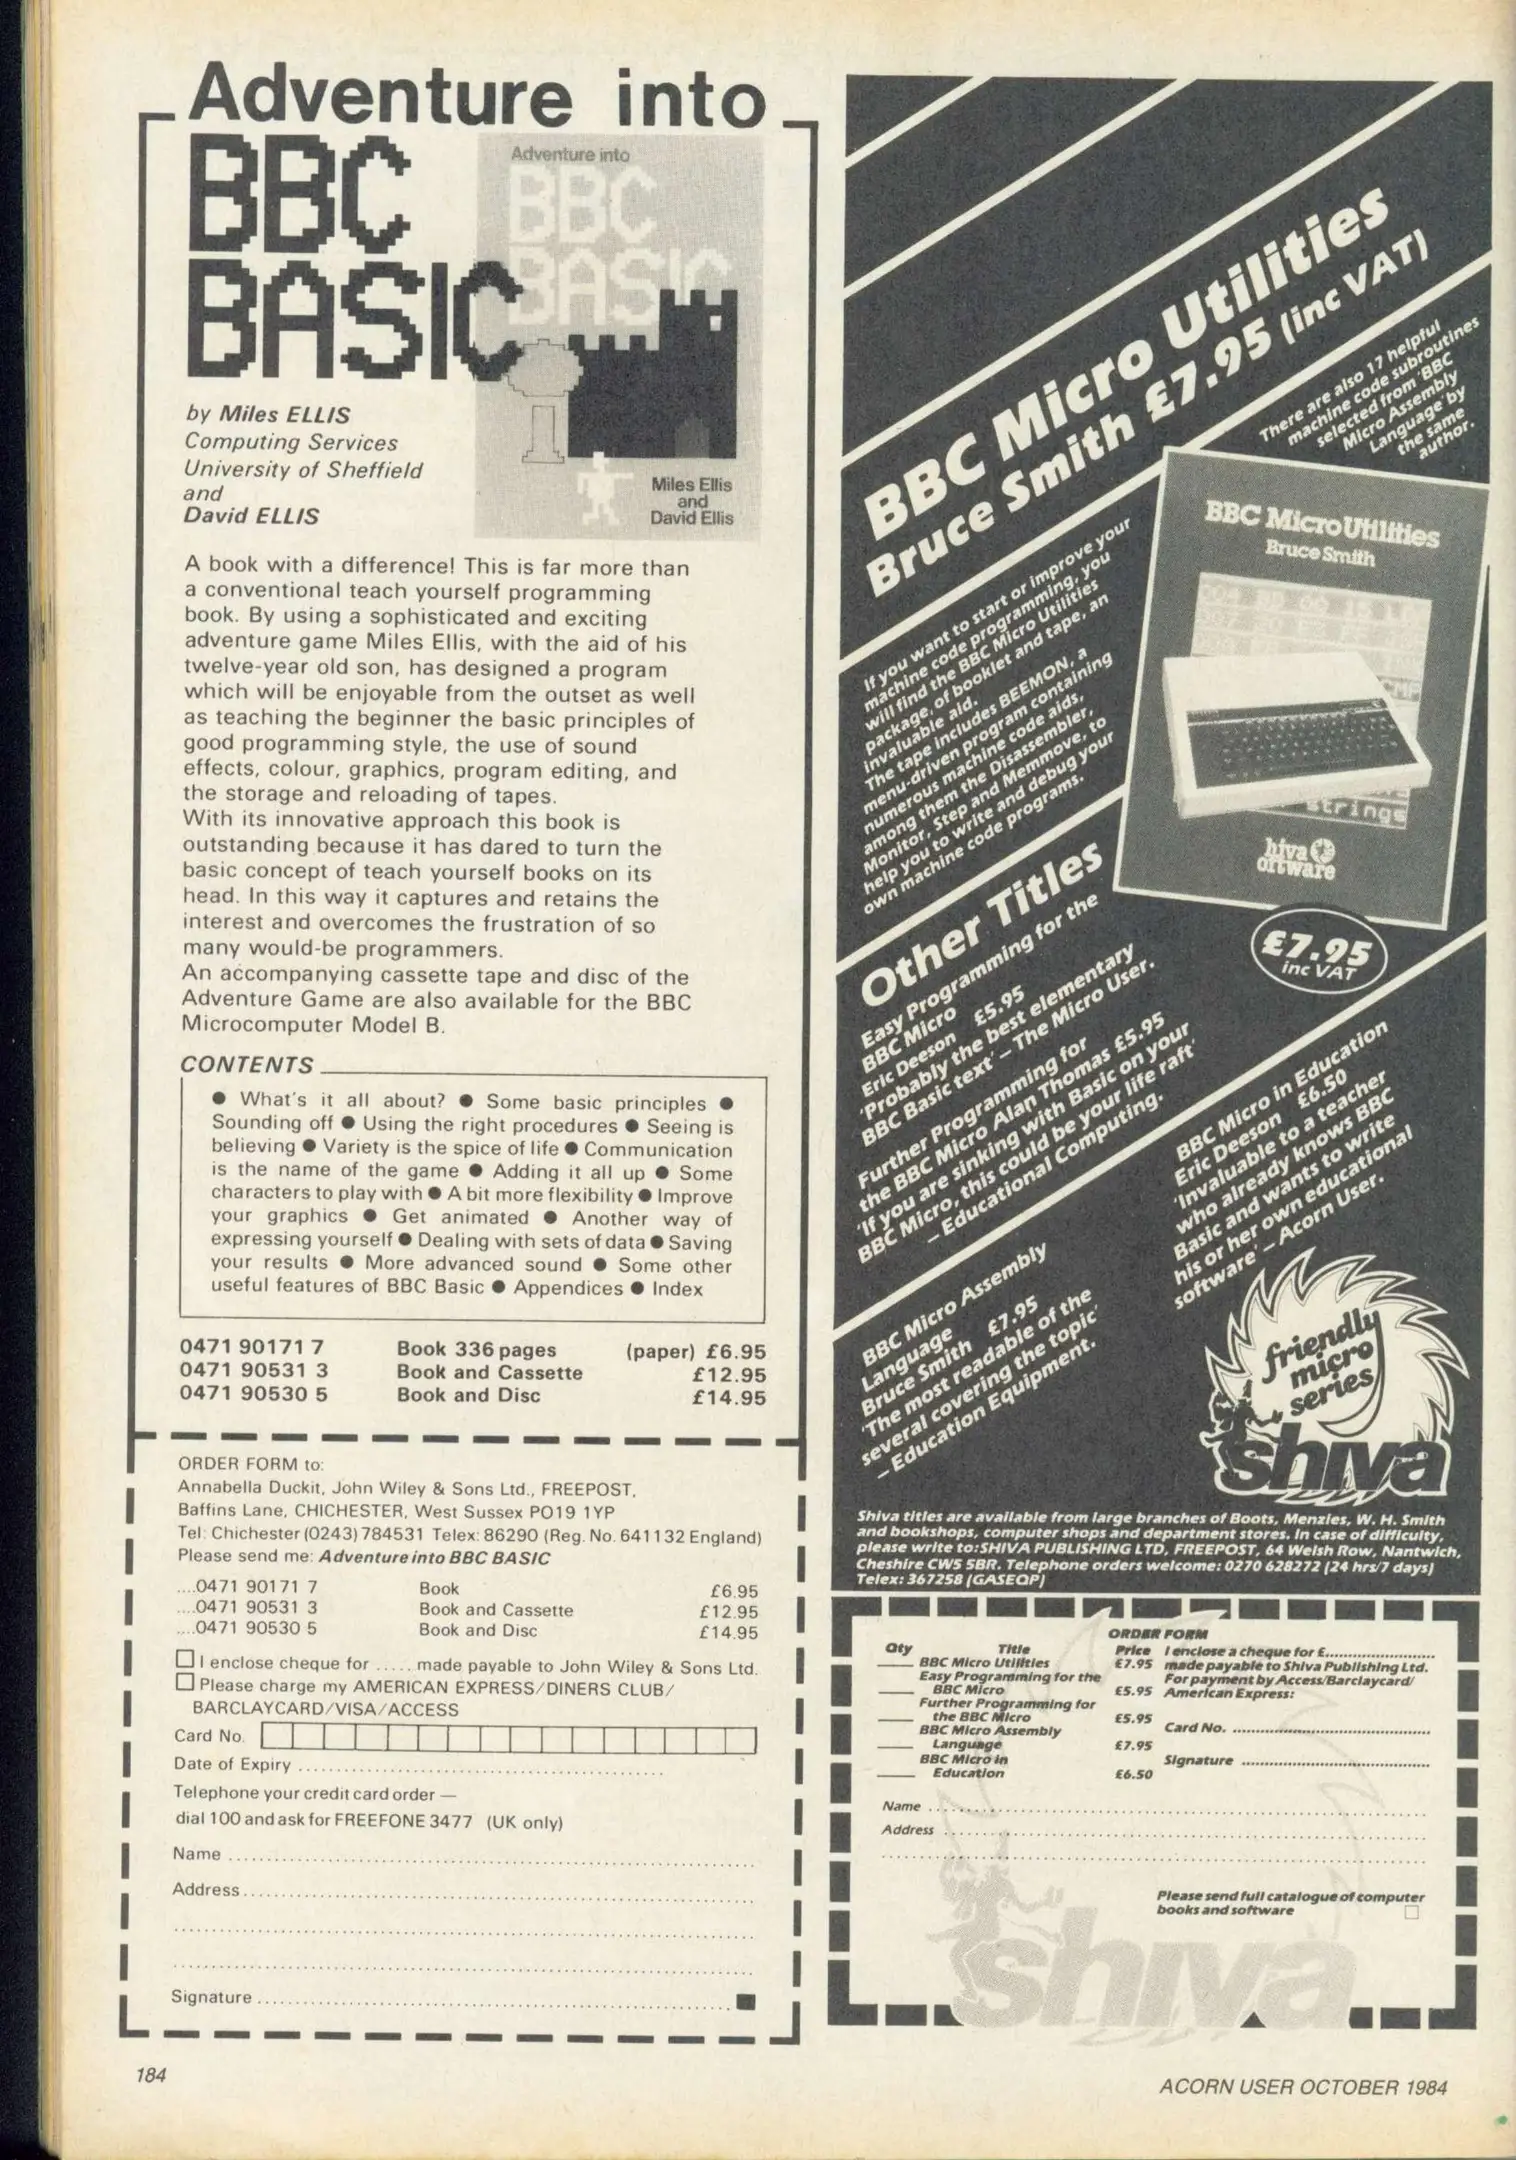 Adventure into
BBC
BASIC
Adventure into
BBC
BASIC
Miles Ellis
and
David Ellis
by Miles ELLIS
Computing Services
University of Sheffield
and
David ELLIS
A book with a difference! This is far more than
a conventional teach yourself programming
book. By using a sophisticated and exciting
adventure game Miles Ellis, with the aid of his
twelve-year old son, has designed a program
which will be enjoyable from the outset as well
as teaching the beginner the basic principles of
good programming style, the use of sound
effects, colour, graphics, program editing, and
the storage and reloading of tapes.
With its innovative approach this book is
outstanding because it has dared to turn the
basic concept of teach yourself books on its
head. In this way it captures and retains the
interest and overcomes the frustration of so
many would-be programmers.
An accompanying cassette tape and disc of the
Adventure Game are also available for the BBC
Microcomputer Model B.
CONTENTS
● What's it all about? ● Some basic principles ●
Sounding off ● Using the right procedures ● Seeing is
believing ● Variety is the spice of life ● Communication
is the name of the game ● Adding it all up ● Some
characters to play with ● A bit more flexibility ● Improve
your graphics ● Get animated ● Another way of
expressing yourself ● Dealing with sets of data ● Saving
your results ● More advanced sound ● Some other
useful features of BBC Basic ● Appendices ● Index
0471 90171 7 Book 336 pages (paper) £6.95
0471 90531 3 Book and Cassette £12.95
0471 90530 5 Book and Disc £14.95
ORDER FORM to:
Annabella Duckit, John Wiley & Sons Ltd., FREEPOST,
Baffins Lane, CHICHESTER, West Sussex PO19 1YP
Tel: Chichester (0243) 784531 Telex: 86290 (Reg. No. 641132 England)
Please send me: Adventure into BBC BASIC
....0471 90171 7 Book £6.95
....0471 90531 3 Book and Cassette £12.95
....0471 90530 5 Book and Disc £14.95
I enclose cheque for ..... made payable to John Wiley & Sons Ltd.
Please charge my AMERICAN EXPRESS/DINERS CLUB/
BARCLAYCARD/VISA/ACCESS
Card No.
Date of Expiry
Telephone your credit card order —
dial 100 and ask for FREEFONE 3477 (UK only)
Name
Address
Signature
184
BBC Micro Utilities
Bruce Smith £7.95 (inc VAT)
There are also 17 helpful
machine code subroutines
selected from 'BBC
Micro Assembly
Language' by
the same
author.
If you want to start or improve your
machine code programming, you
will find the BBC Micro Utilities
package, of booklet and tape, an
invaluable aid.
The tape includes BEEMON, a
menu-driven program containing
numerous machine code aids,
among them the Disassembler,
Monitor, Step and Memmove, to
help you to write and debug your
own machine code programs.
BBC Micro Utilities
Bruce Smith
strings
hiva
oftware
£7.95
inc VAT
Other Titles
Easy Programming for the
BBC Micro
Eric Deeson £5.95
'Probably the best elementary
BBC Basic text' – The Micro User.
Further Programming for
the BBC Micro Alan Thomas £5.95
'If you are sinking with Basic on your
BBC Micro, this could be your life raft'
– Educational Computing.
BBC Micro Assembly
Language
Bruce Smith £7.95
'The most readable of the
several covering the topic'
– Education Equipment.
BBC Micro in Education
Eric Deeson £6.50
'Invaluable to a teacher
who already knows BBC
Basic and wants to write
his or her own educational
software' – Acorn User.
friendly
micro
series
shiva
Shiva titles are available from large branches of Boots, Menzies, W. H. Smith
and bookshops, computer shops and department stores. In case of difficulty,
please write to: SHIVA PUBLISHING LTD, FREEPOST, 64 Welsh Row, Nantwich,
Cheshire CW5 5BR. Telephone orders welcome: 0270 628272 (24 hrs/7 days)
Telex: 367258 (GASEQP)
ORDER FORM
Qty Title Price
BBC Micro Utilities £7.95
Easy Programming for the
BBC Micro £5.95
Further Programming for
the BBC Micro £5.95
BBC Micro Assembly
Language £7.95
BBC Micro in
Education £6.50
I enclose a cheque for £
made payable to Shiva Publishing Ltd.
For payment by Access/Barclaycard/
American Express:
Card No.
Signature
Name
Address
Please send full catalogue of computer
books and software
shiva
ACORN USER OCTOBER 1984